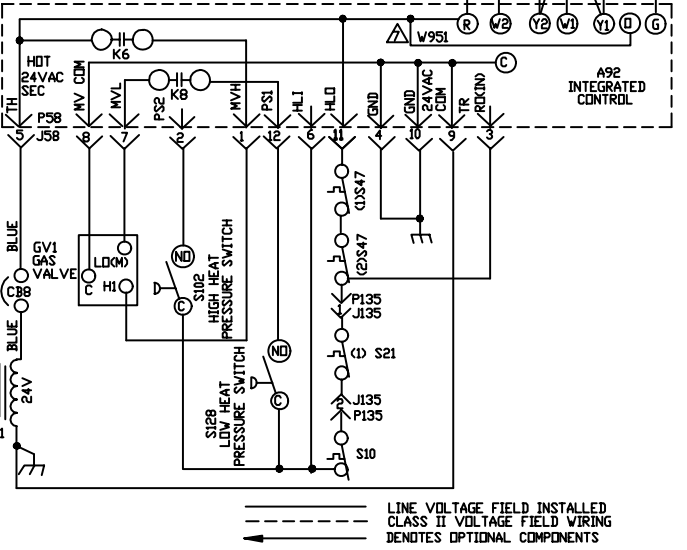 R W2 Y2 W1 Y1 O G
7 W951
K6
HOT
24VAC
SEC
C
A92
INTEGRATED
CONTROL
K8
TH
MV COM
MVL
PS2
MVH
PS1
HLI
HLO
GND
GND
24VAC
COM
TR
RO(IN)
P58
J58
5 8 7 2 1 12 6 11 4 10 9 3
(1)S47
BLUE
GV1
GAS
VALVE
LO(M)
NO
(2)S47
C
H1
CB8
S102
HIGH HEAT
PRESSURE SWITCH
C
P135
1
J135
BLUE
NO
(1) S21
24V
S128
LOW HEAT
PRESSURE SWITCH
C
J135
2
P135
1
S10
LINE VOLTAGE FIELD INSTALLED
CLASS II VOLTAGE FIELD WIRING
DENOTES OPTIONAL COMPONENTS